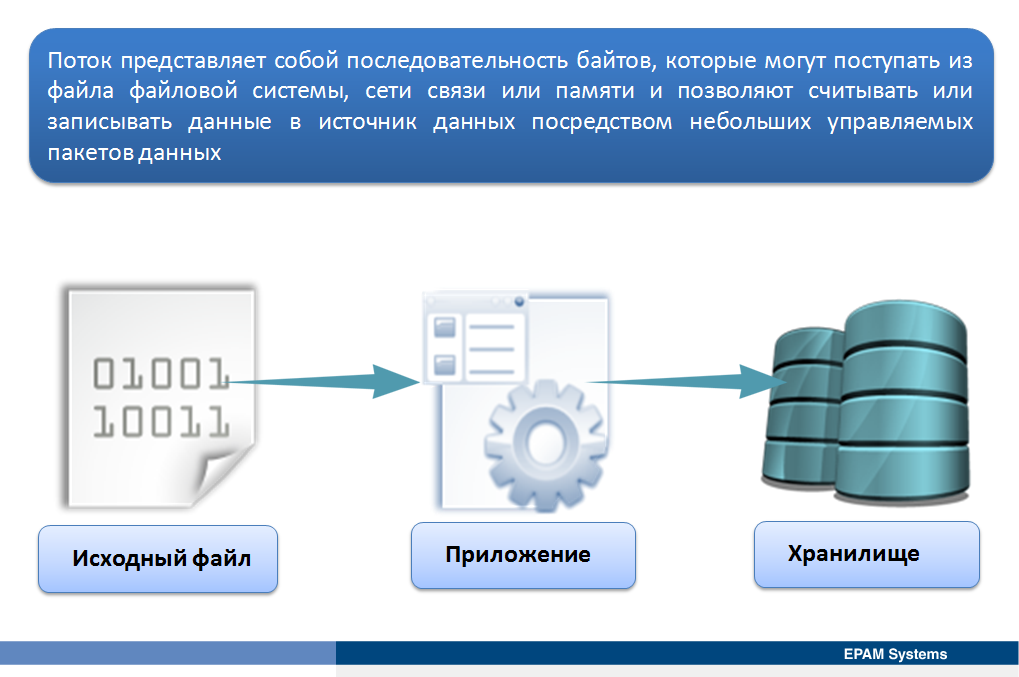 Поток представляет собой последовательность байтов, которые могут поступать из
файла файловой системы, сети связи или памяти и позволяют считывать или
записывать данные в источник данных посредством небольших управляемых
пакетов данных
01001
10011
Исходный файл
Приложение
Хранилище
EPAM Systems